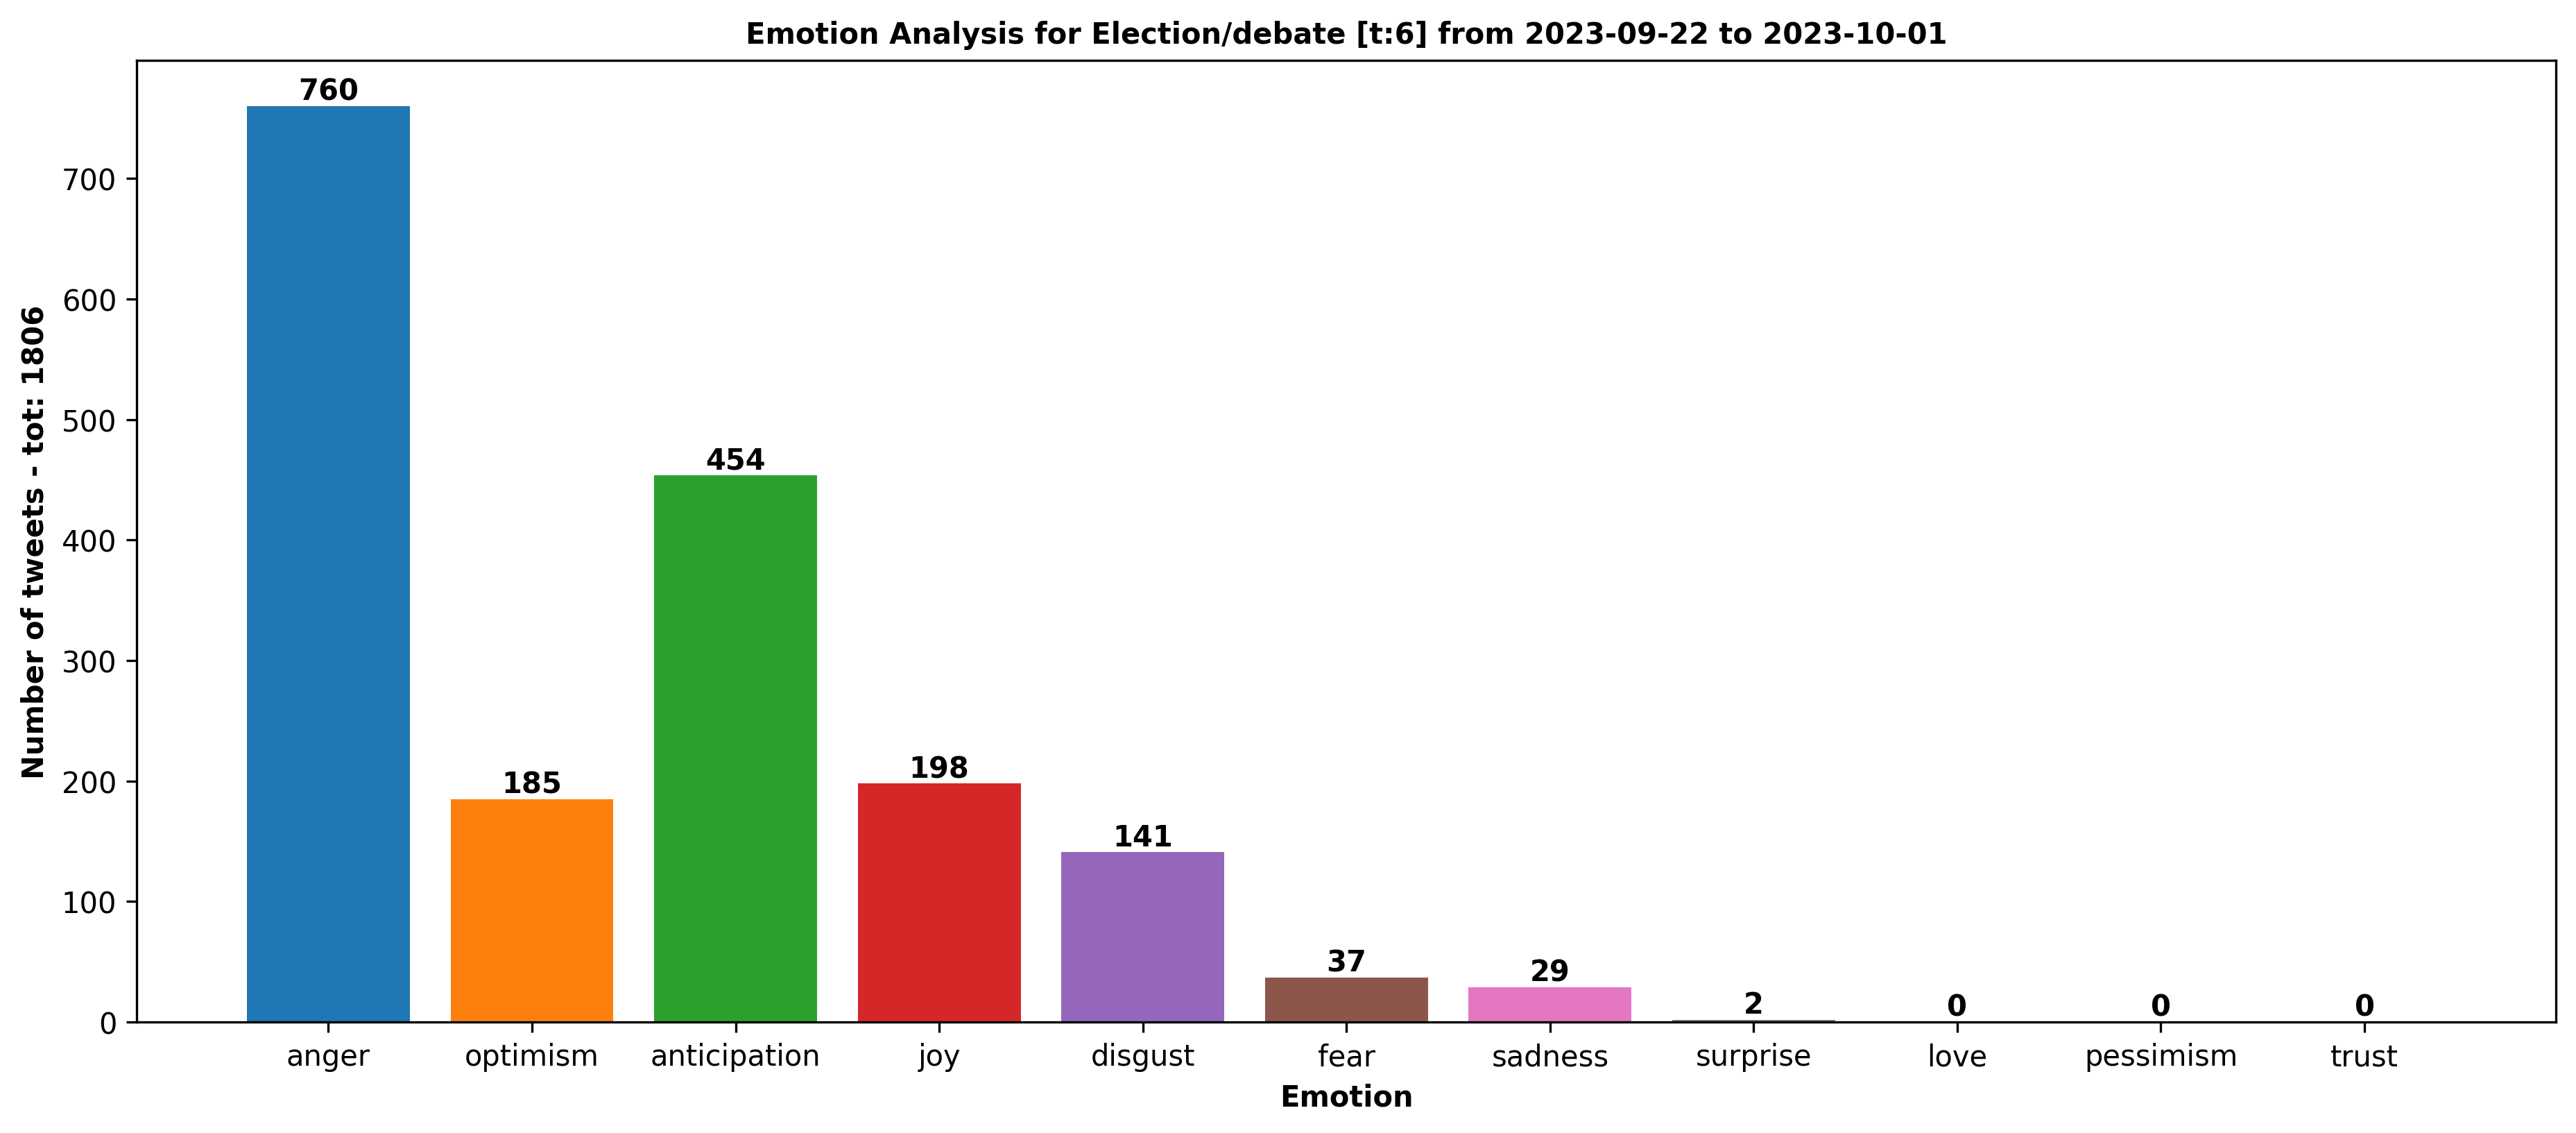 Emotion Analysis for Election/debate [t:6] from 2023-09-22 to 2023-10-01
Number of tweets - tot: 1806
700
600
500
400
300
200
100
0
760
185
454
198
141
37
29
2
0
0
0
anger
optimism
anticipation
joy
disgust
fear
sadness
surprise
love
pessimism
trust
Emotion